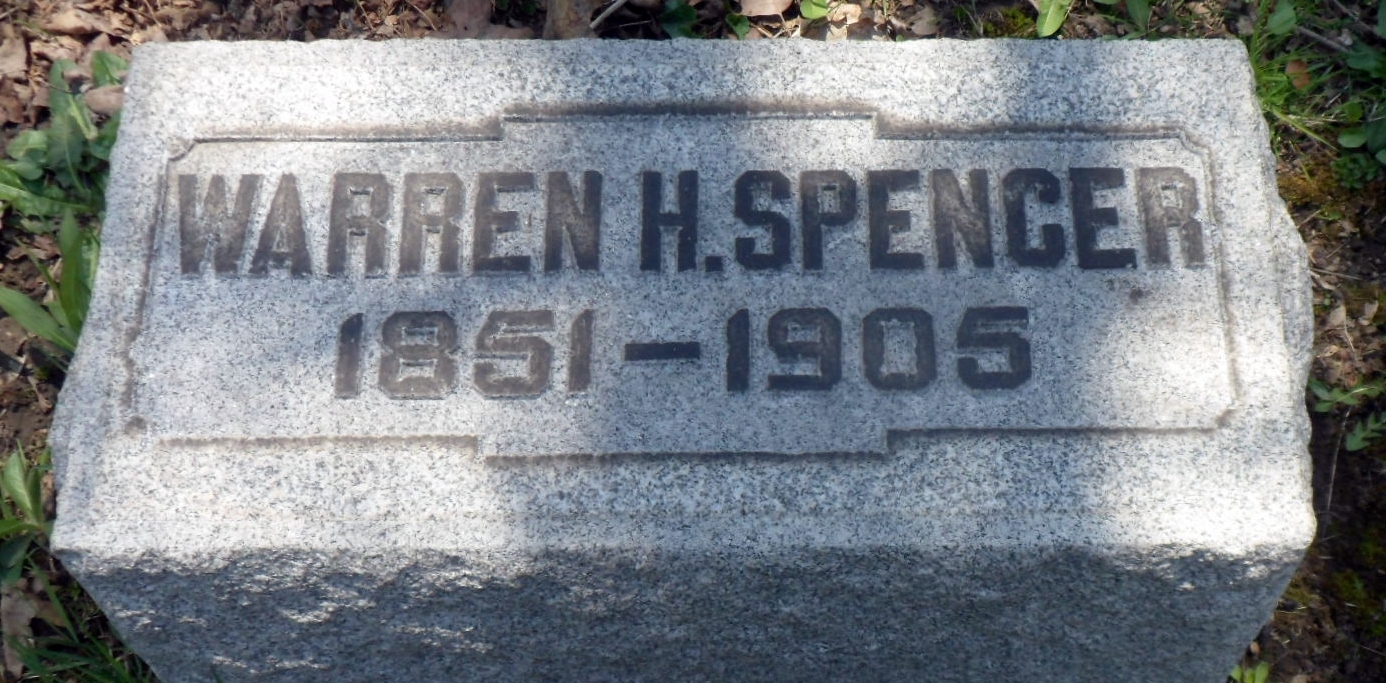 WARREN H. SPENCER
1851 – 1905